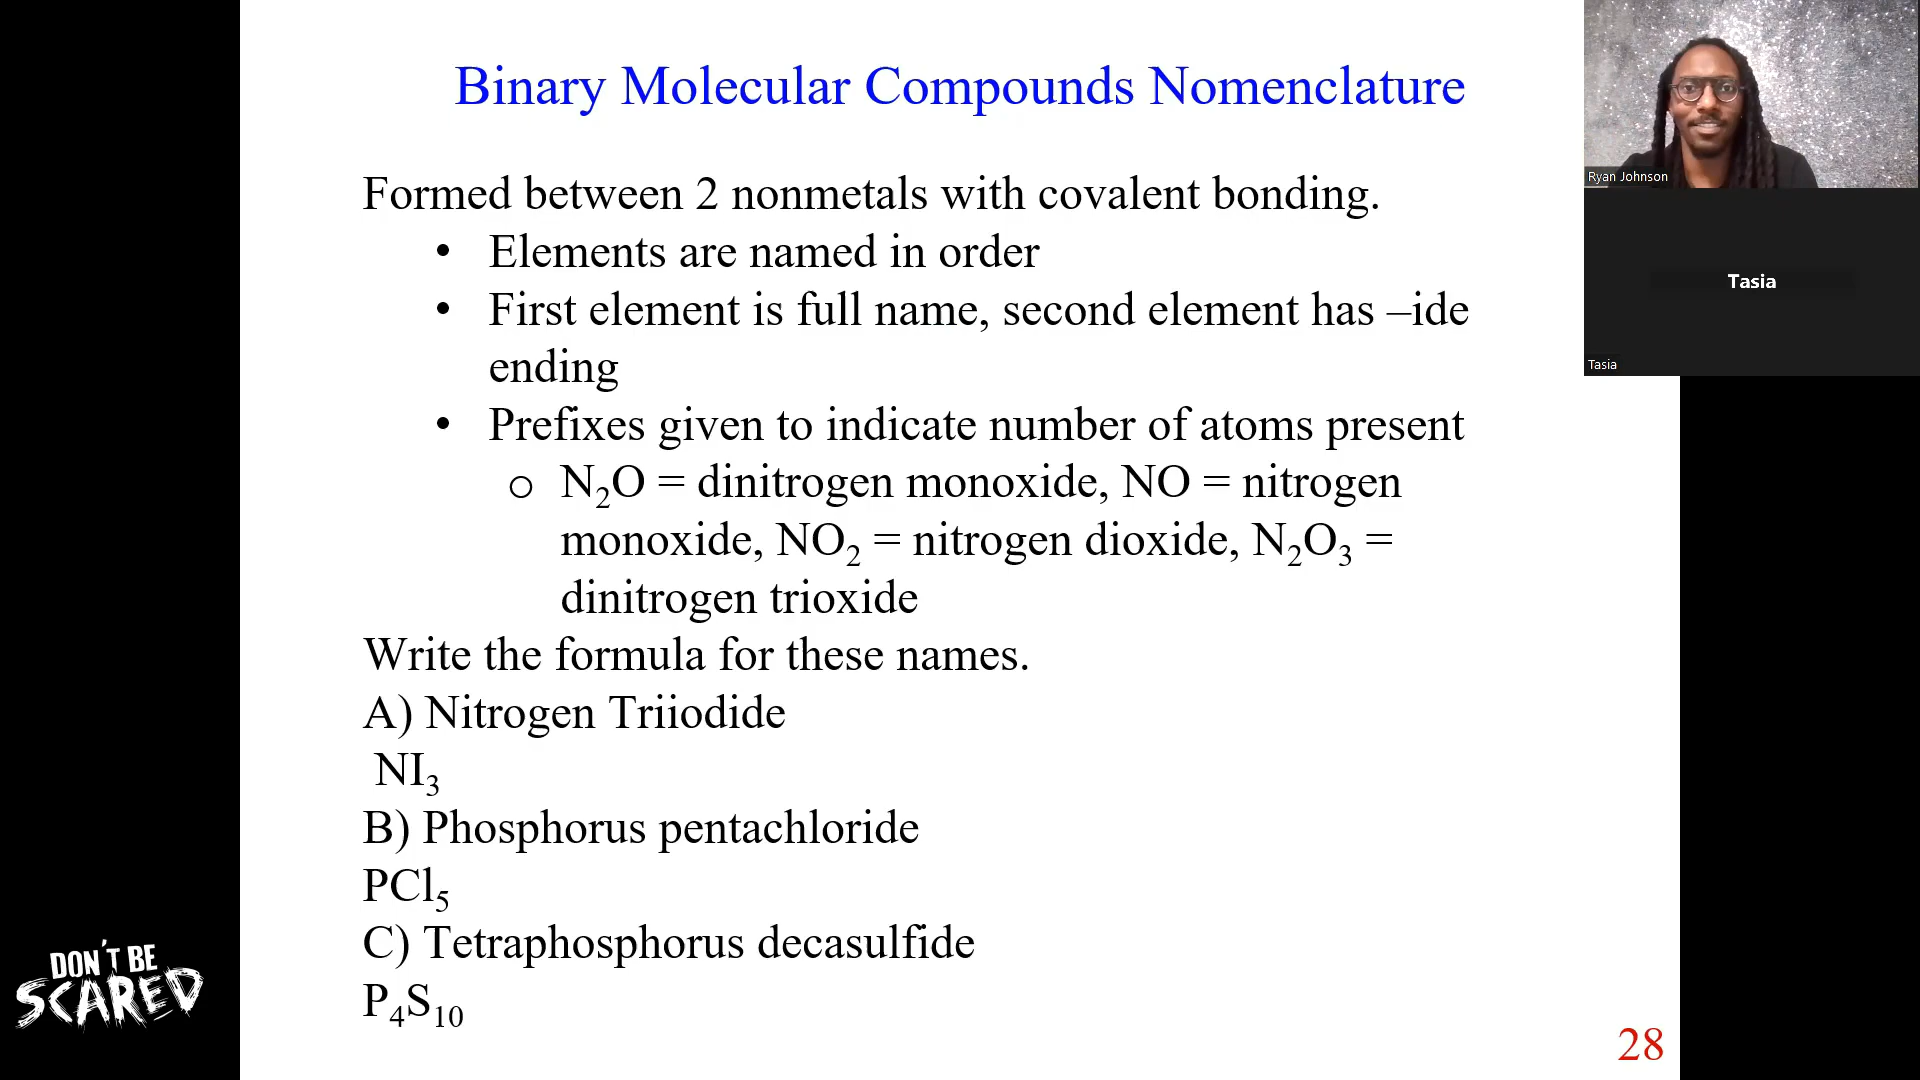 Binary Molecular Compounds Nomenclature
Formed between 2 nonmetals with covalent bonding.
• Elements are named in order
• First element is full name, second element has –ide
ending
• Prefixes given to indicate number of atoms present
o N₂O = dinitrogen monoxide, NO = nitrogen
monoxide, NO₂ = nitrogen dioxide, N₂O₃ =
dinitrogen trioxide
Write the formula for these names.
A) Nitrogen Triiodide
NI₃
B) Phosphorus pentachloride
PCl₅
C) Tetraphosphorus decasulfide
P₄S₁₀
28
Ryan Johnson
Tasia
Tasia
DON'T BE
SCARED